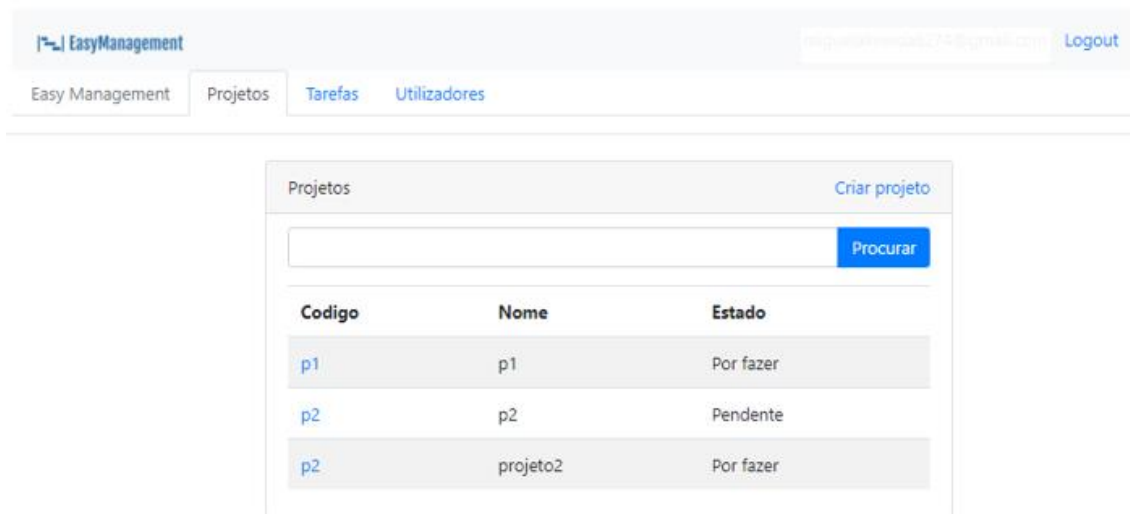 EasyManagement
Logout
Easy Management Projetos Tarefas Utilizadores
Projetos Criar projeto
Procurar
Codigo Nome Estado
p1 p1 Por fazer
p2 p2 Pendente
p2 projeto2 Por fazer